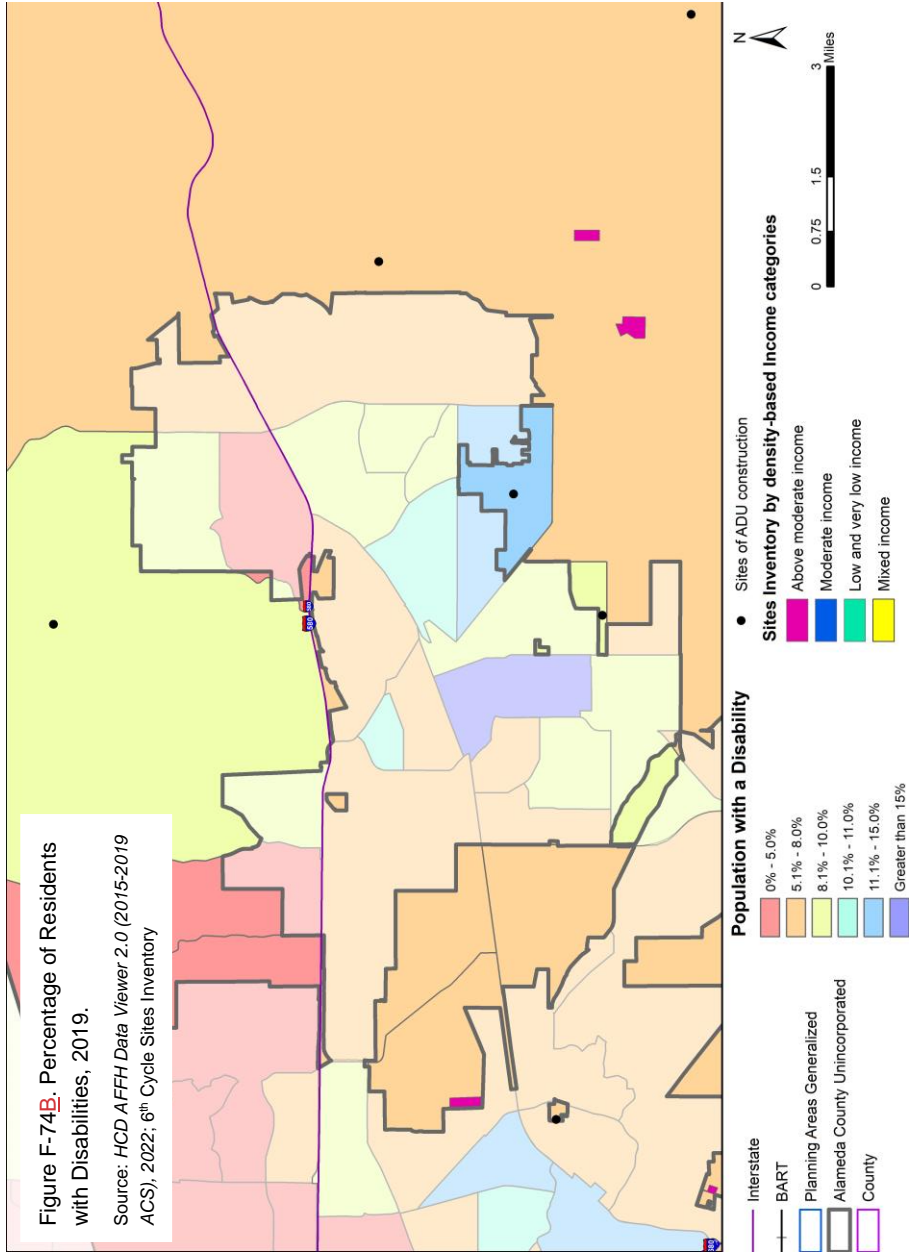 Figure F-74B. Percentage of Residents
with Disabilities, 2019.
Source: HCD AFFH Data Viewer 2.0 (2015-2019
ACS), 2022; 6th Cycle Sites Inventory
580
580
580
Interstate
BART
Planning Areas Generalized
Alameda County Unincorporated
County
Population with a Disability
0% - 5.0%
5.1% - 8.0%
8.1% - 10.0%
10.1% - 11.0%
11.1% - 15.0%
Greater than 15%
Sites of ADU construction
Sites Inventory by density-based Income categories
Above moderate income
Moderate income
Low and very low income
Mixed income
N
0 0.75 1.5 3
Miles